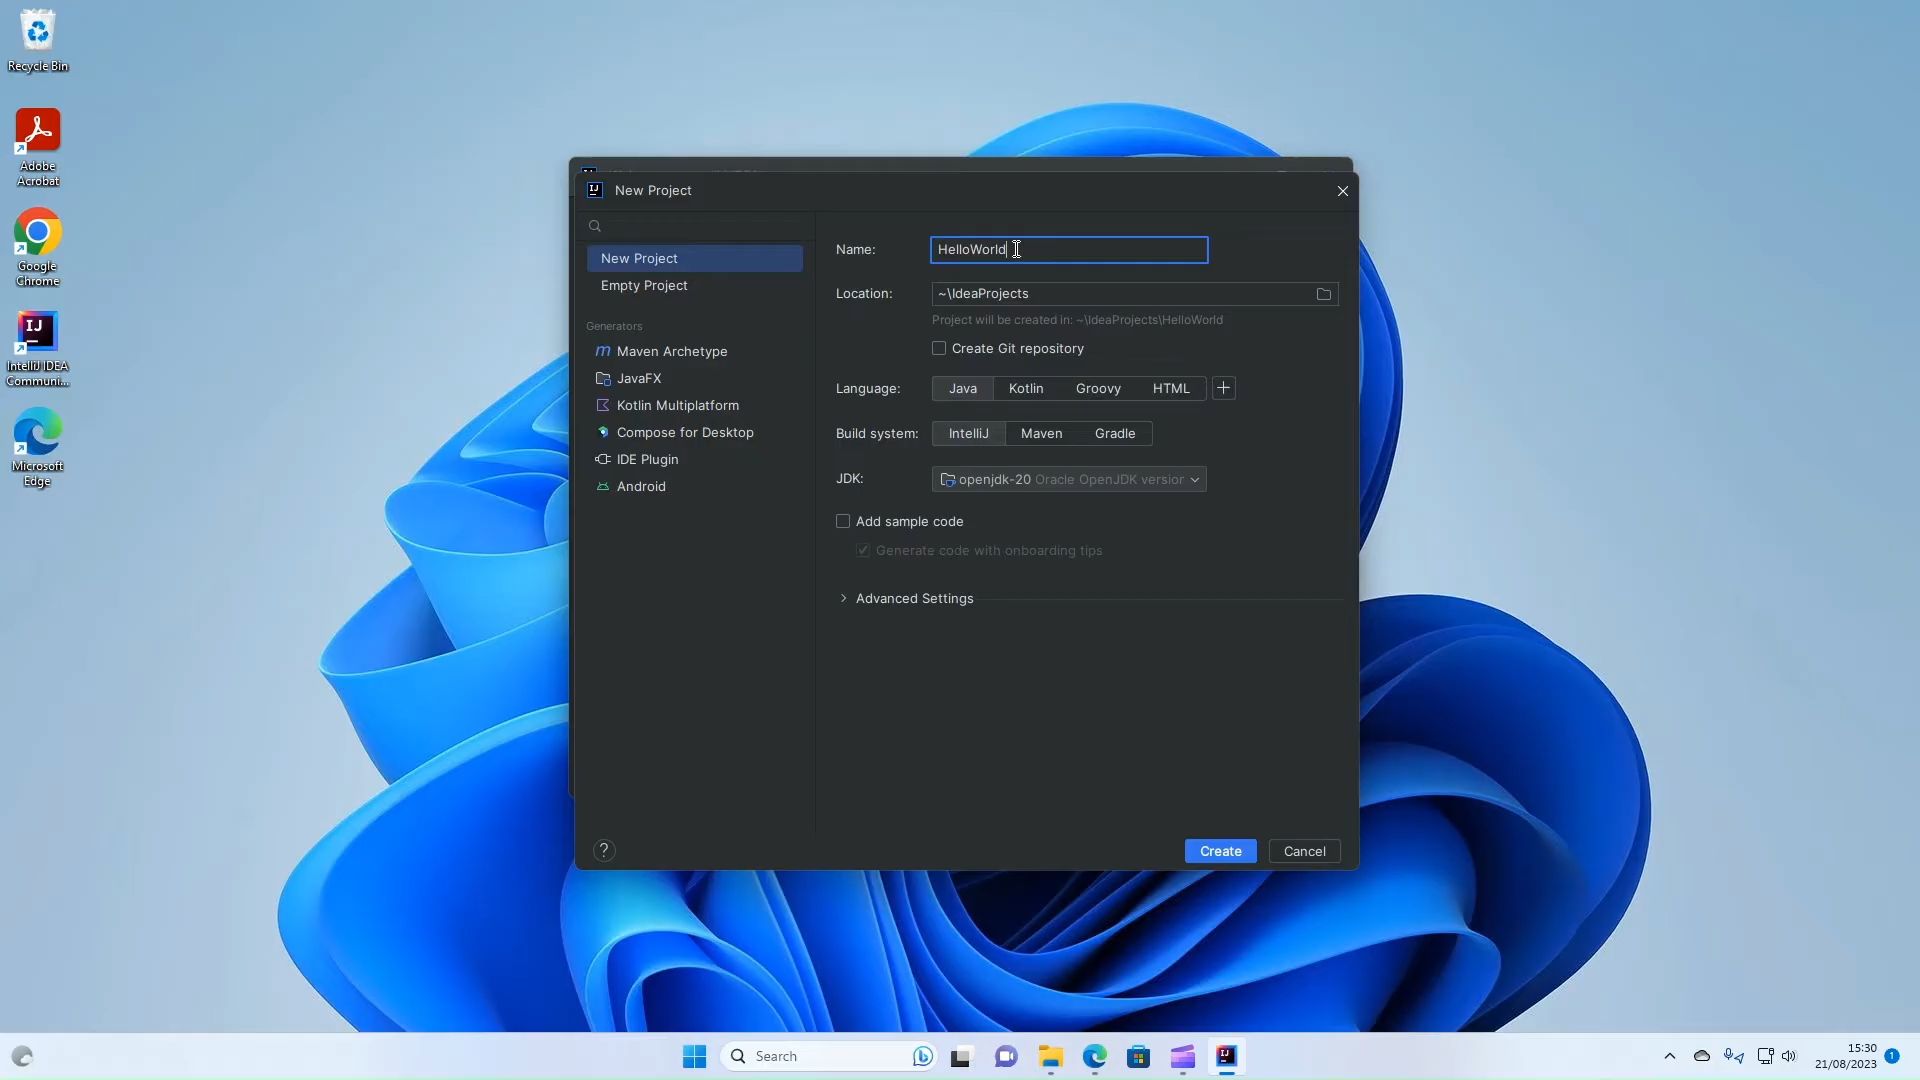 Recycle Bin
Adobe
Acrobat
Google
Chrome
IntelliJ IDEA
Communi...
Microsoft
Edge
New Project
New Project
Empty Project
Generators
Maven Archetype
JavaFX
Kotlin Multiplatform
Compose for Desktop
IDE Plugin
Android
Name:
HelloWorld
Location:
~\IdeaProjects
Project will be created in: ~\IdeaProjects\HelloWorld
Create Git repository
Language:
Java Kotlin Groovy HTML
Build system:
IntelliJ Maven Gradle
JDK:
openjdk-20 Oracle OpenJDK versior
Add sample code
Generate code with onboarding tips
Advanced Settings
?
Create
Cancel
Search
15:30
21/08/2023
1